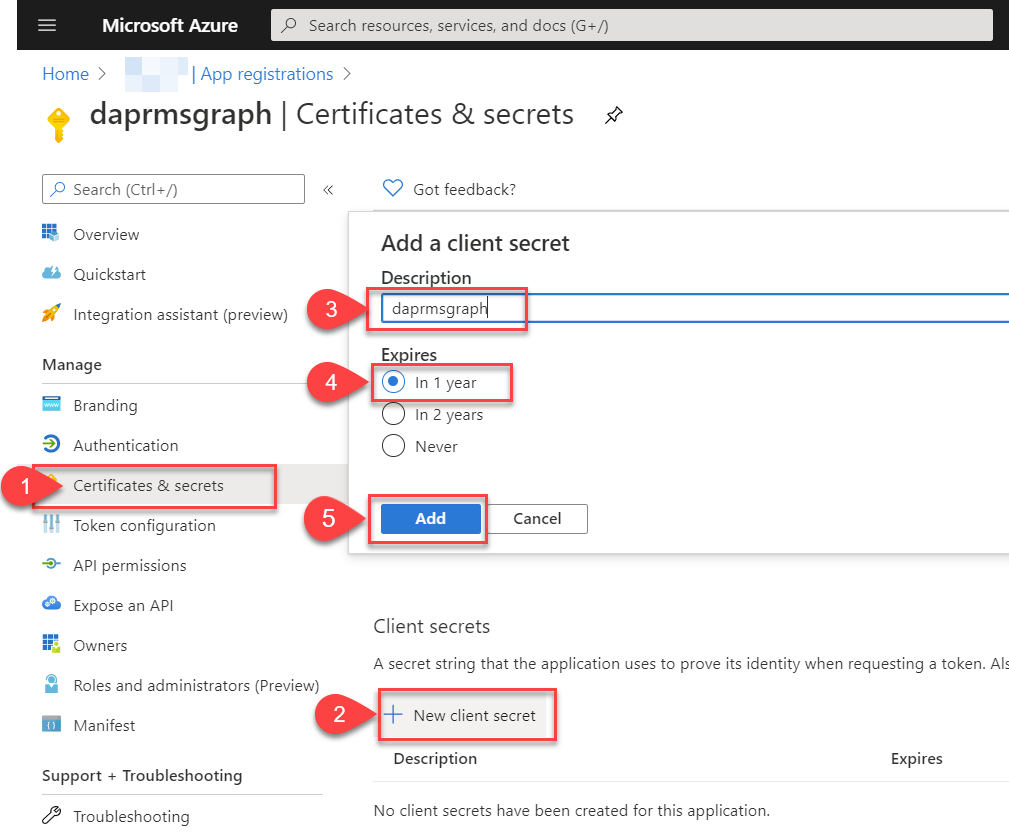 Microsoft Azure
Search resources, services, and docs (G+/)
Home > | App registrations >
daprmsgraph | Certificates & secrets
Search (Ctrl+/) «
Overview
Quickstart
Integration assistant (preview)
Manage
Branding
Authentication
1 Certificates & secrets
Token configuration
API permissions
Expose an API
Owners
Roles and administrators (Preview)
Manifest
Support + Troubleshooting
Troubleshooting
Got feedback?
Add a client secret
Description
3 daprmsgraph
Expires
4 In 1 year
In 2 years
Never
5 Add Cancel
Client secrets
A secret string that the application uses to prove its identity when requesting a token. Als
2 + New client secret
Description Expires
No client secrets have been created for this application.